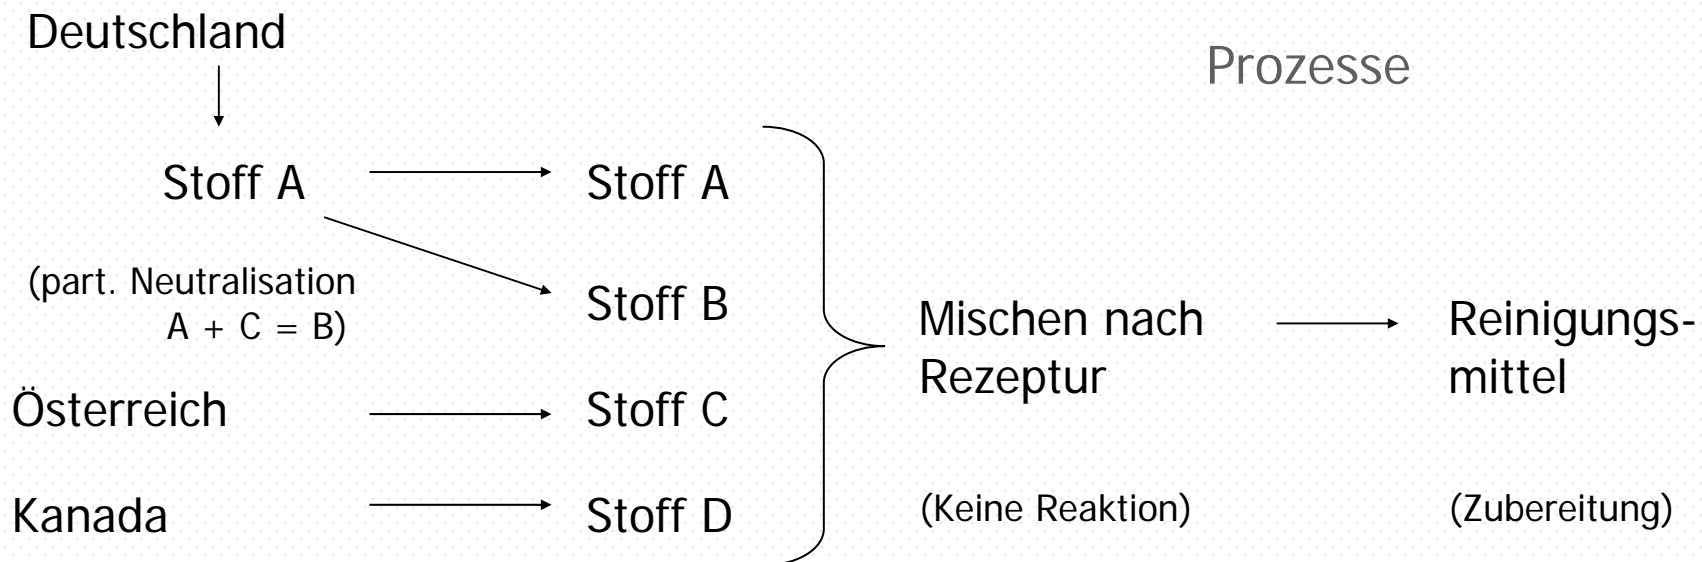 Deutschland
Prozesse
Stoff A
Stoff A
(part. Neutralisation
A + C = B)
Stoff B
Mischen nach
Rezeptur
Reinigungs-
mittel
Österreich
Stoff C
Kanada
Stoff D
(Keine Reaktion)
(Zubereitung)